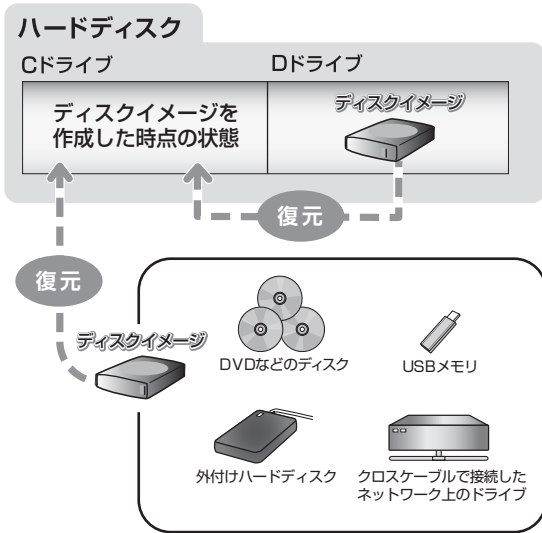 ハードディスク
Cドライブ
Dドライブ
ディスクイメージを
作成した時点の状態
ディスクイメージ
復元
復元
ディスクイメージ
DVDなどのディスク
USBメモリ
外付けハードディスク
クロスケーブルで接続した
ネットワーク上のドライブ